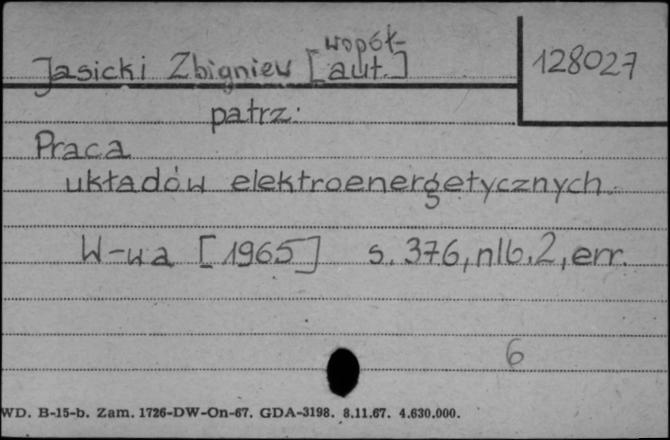 Jasicki Zbigniew [współ-
aut.]
128027
patrz:
Praca
układów elektroenergetycznych.
W-wa [1965] s. 376, nlb. 2, err.
6
WD. B-15-b. Zam. 1726-DW-On-67. GDA-3198. 8.11.67. 4.630.000.